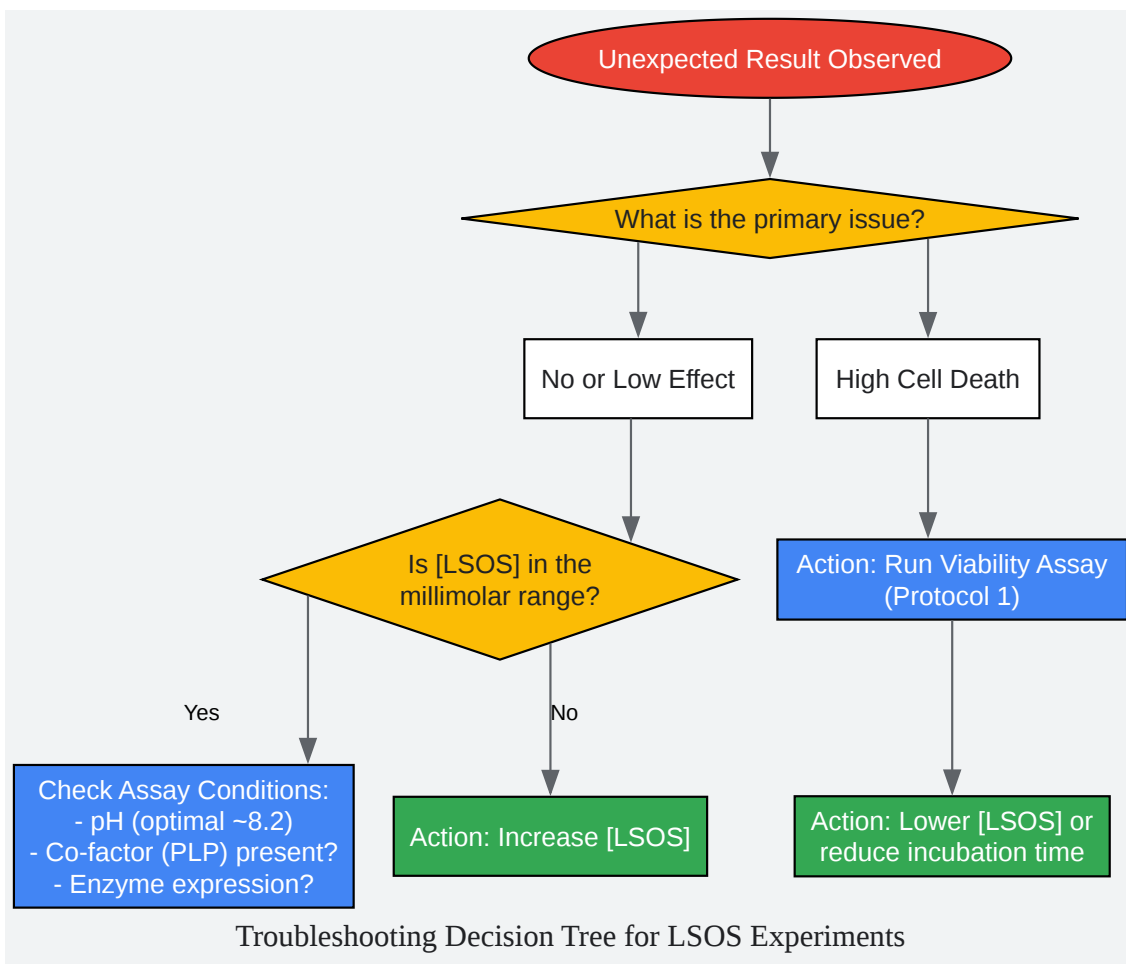 Unexpected Result Observed
What is the primary issue?
No or Low Effect
High Cell Death
Is [LSOS] in the
millimolar range?
Action: Run Viability Assay
(Protocol 1)
Yes
No
Check Assay Conditions:
- pH (optimal ~8.2)
- Co-factor (PLP) present?
- Enzyme expression?
Action: Increase [LSOS]
Action: Lower [LSOS] or
reduce incubation time
Troubleshooting Decision Tree for LSOS Experiments